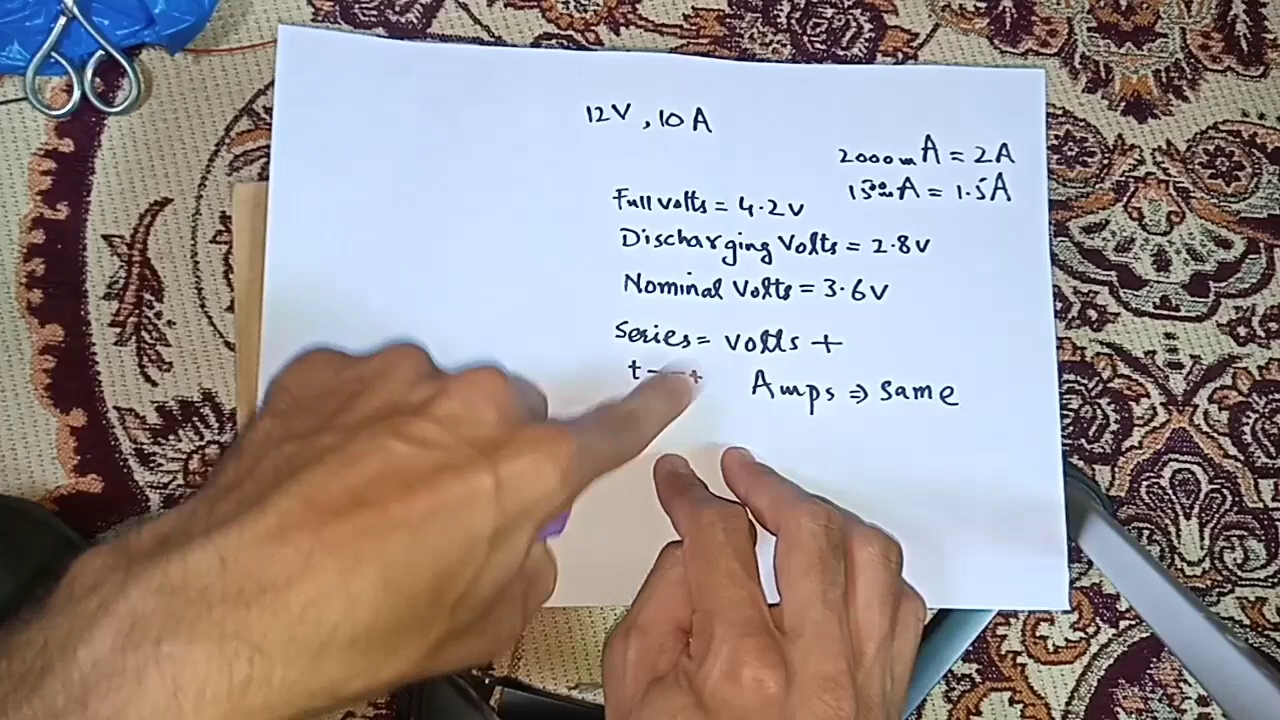 12V, 10A
2000mA = 2A
1500mA = 1.5A
Full volts = 4.2v
Discharging Volts = 2.8v
Nominal Volts = 3.6v
Series = volts +
Amps ⇒ Same